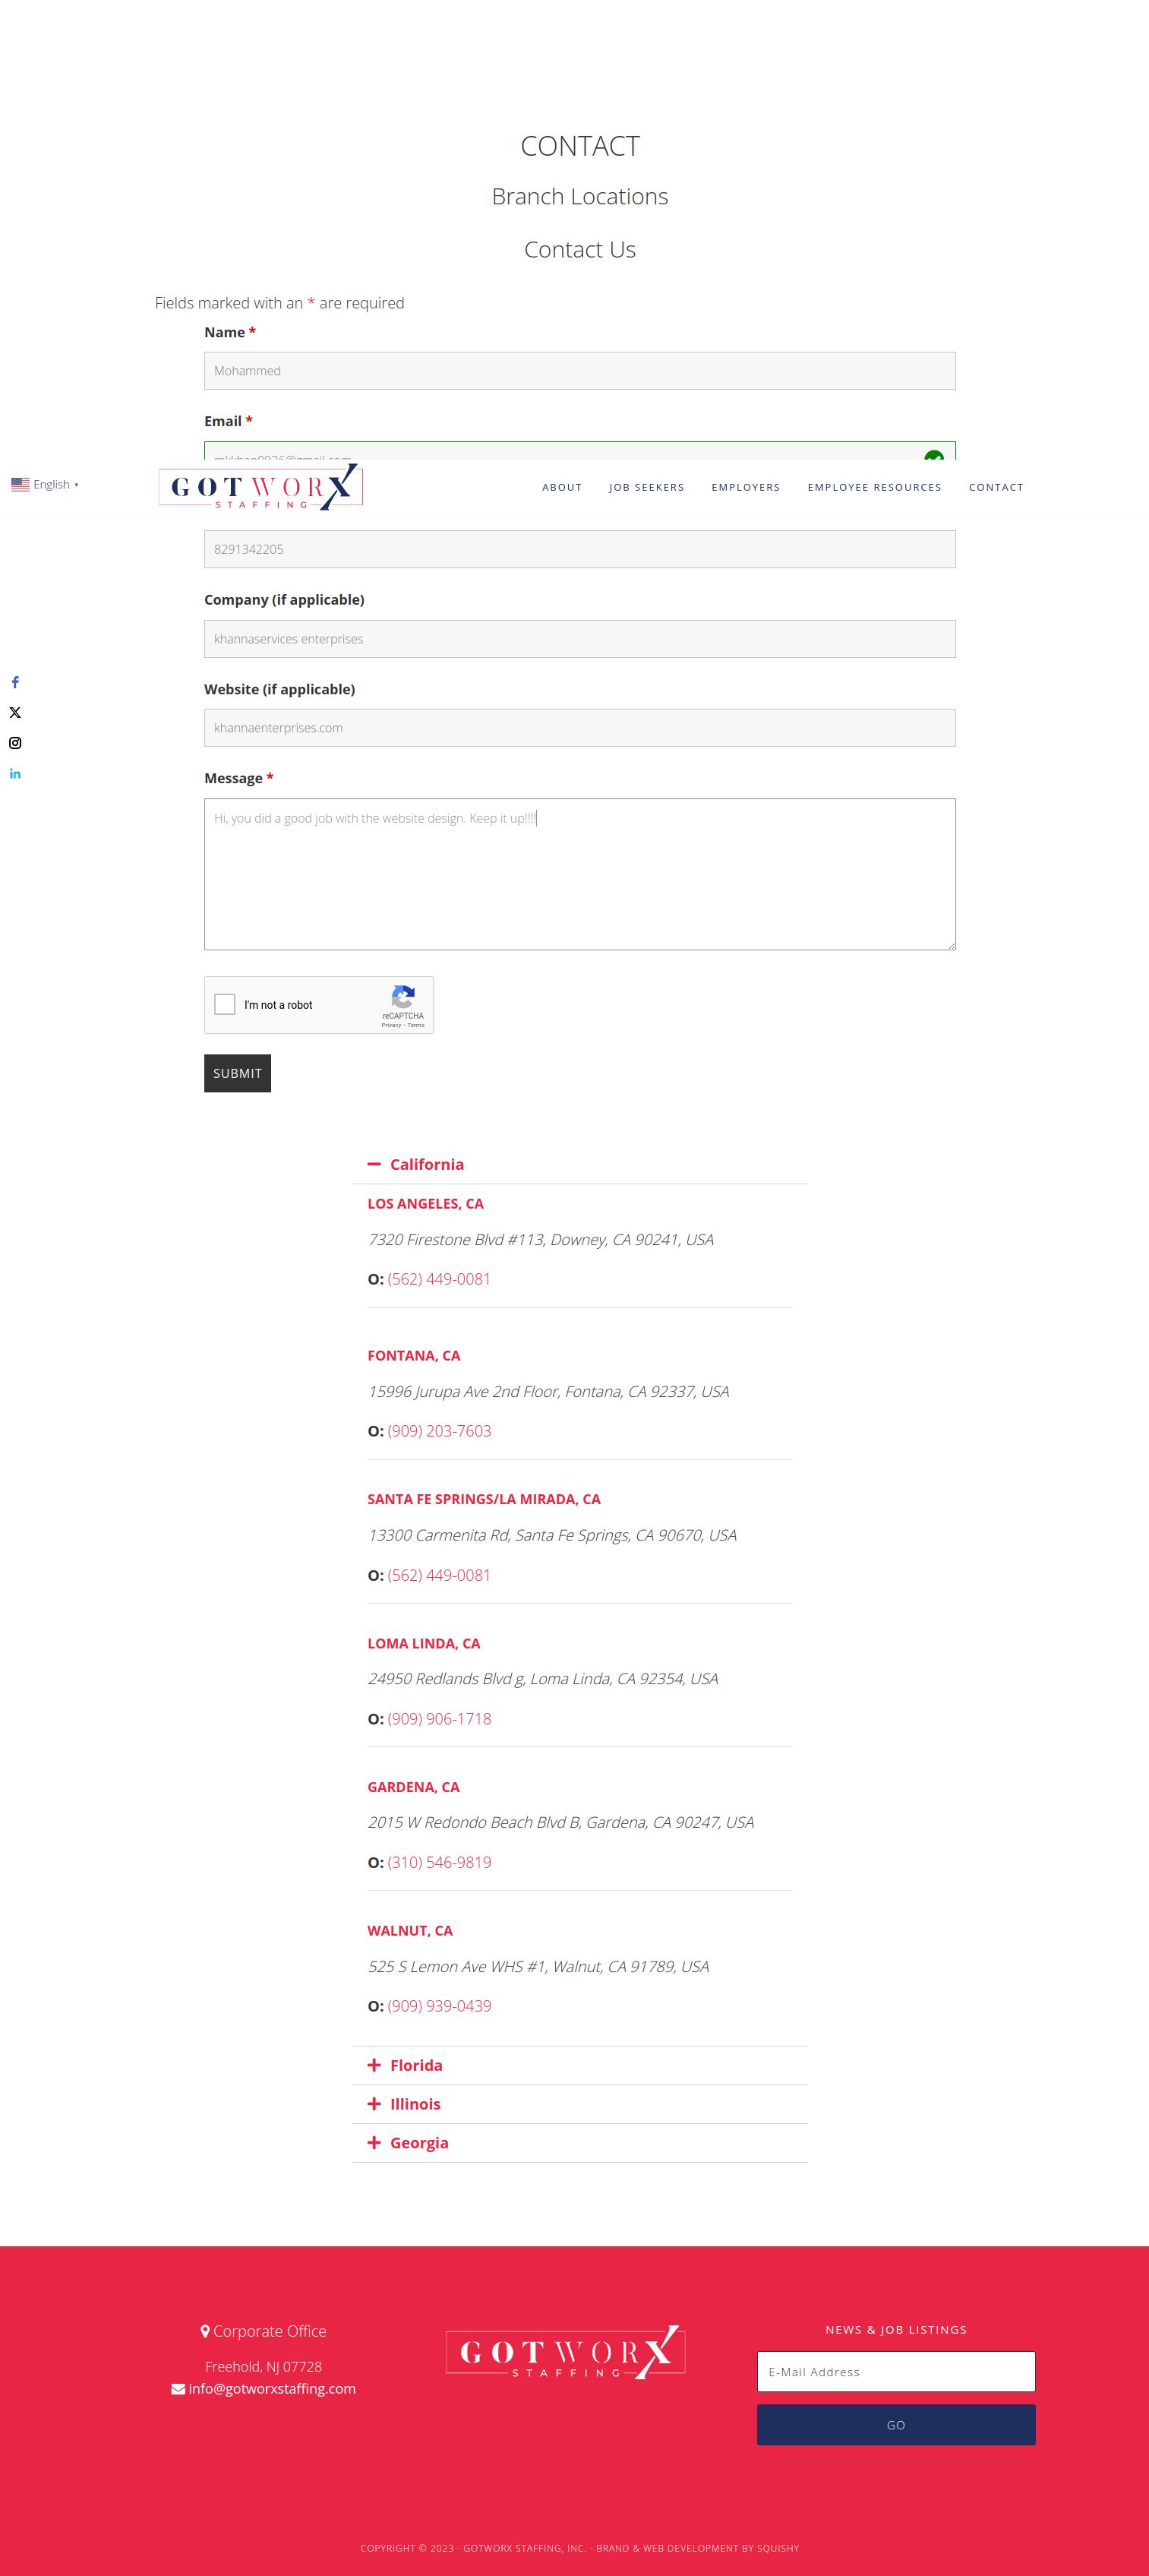 CONTACT
Branch Locations
Contact Us
Fields marked with an * are required
Name *
Mohammed
Email *
English ▼
GOTWORX
STAFFING
ABOUT
JOB SEEKERS
EMPLOYERS
EMPLOYEE RESOURCES
CONTACT
8291342205
Company (if applicable)
khannaservices enterprises
Website (if applicable)
khannaenterprises.com
Message *
Hi, you did a good job with the website design. Keep it up!!!!
I'm not a robot
reCAPTCHA
Privacy - Terms
SUBMIT
California
LOS ANGELES, CA
7320 Firestone Blvd #113, Downey, CA 90241, USA
O: (562) 449-0081
FONTANA, CA
15996 Jurupa Ave 2nd Floor, Fontana, CA 92337, USA
O: (909) 203-7603
SANTA FE SPRINGS/LA MIRADA, CA
13300 Carmenita Rd, Santa Fe Springs, CA 90670, USA
O: (562) 449-0081
LOMA LINDA, CA
24950 Redlands Blvd g, Loma Linda, CA 92354, USA
O: (909) 906-1718
GARDENA, CA
2015 W Redondo Beach Blvd B, Gardena, CA 90247, USA
O: (310) 546-9819
WALNUT, CA
525 S Lemon Ave WHS #1, Walnut, CA 91789, USA
O: (909) 939-0439
Florida
Illinois
Georgia
Corporate Office
Freehold, NJ 07728
info@gotworxstaffing.com
GOTWORX
STAFFING
NEWS & JOB LISTINGS
E-Mail Address
GO
COPYRIGHT © 2023 · GOTWORX STAFFING, INC. · BRAND & WEB DEVELOPMENT BY SQUISHY